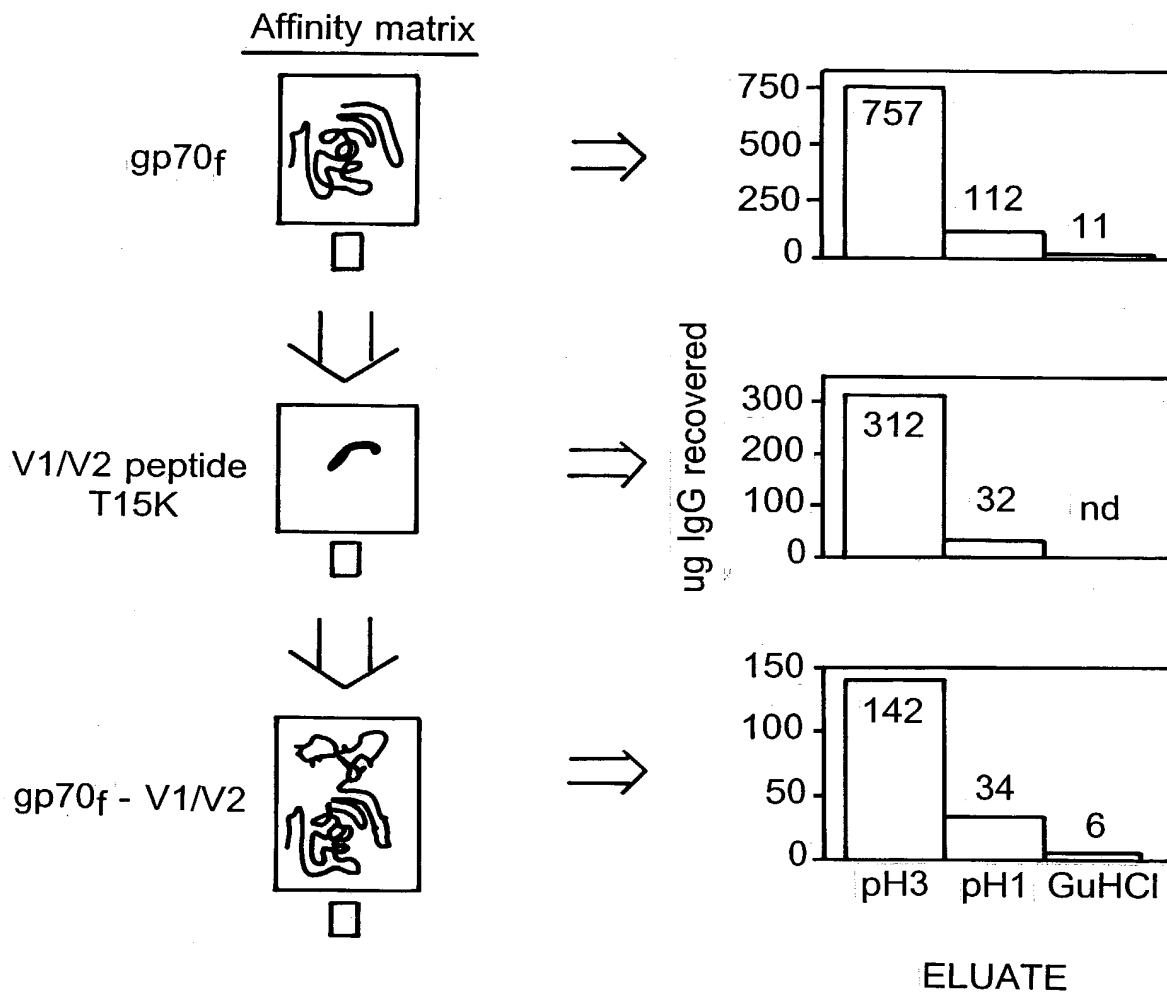 Affinity matrix
gp70f
750
500
250
0
757
112
11
V1/V2 peptide
T15K
ug IgG recovered
300
200
100
0
312
32
nd
gp70f - V1/V2
150
100
50
0
142
34
6
pH3 pH1 GuHCl
ELUATE